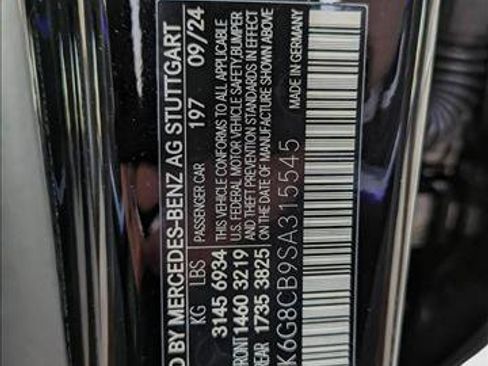 D BY MERCEDES-BENZ AG STUTTGART
PASSENGER CAR 197 09/24
KG LBS
3145 6934
FRONT 1460 3219
REAR 1735 3825
THIS VEHICLE CONFORMS TO ALL APPLICABLE
U.S. FEDERAL MOTOR VEHICLE SAFETY, BUMPER
AND THEFT PREVENTION STANDARDS IN EFFECT
ON THE DATE OF MANUFACTURE SHOWN ABOVE
MADE IN GERMANY
K6G8CB9SA315545